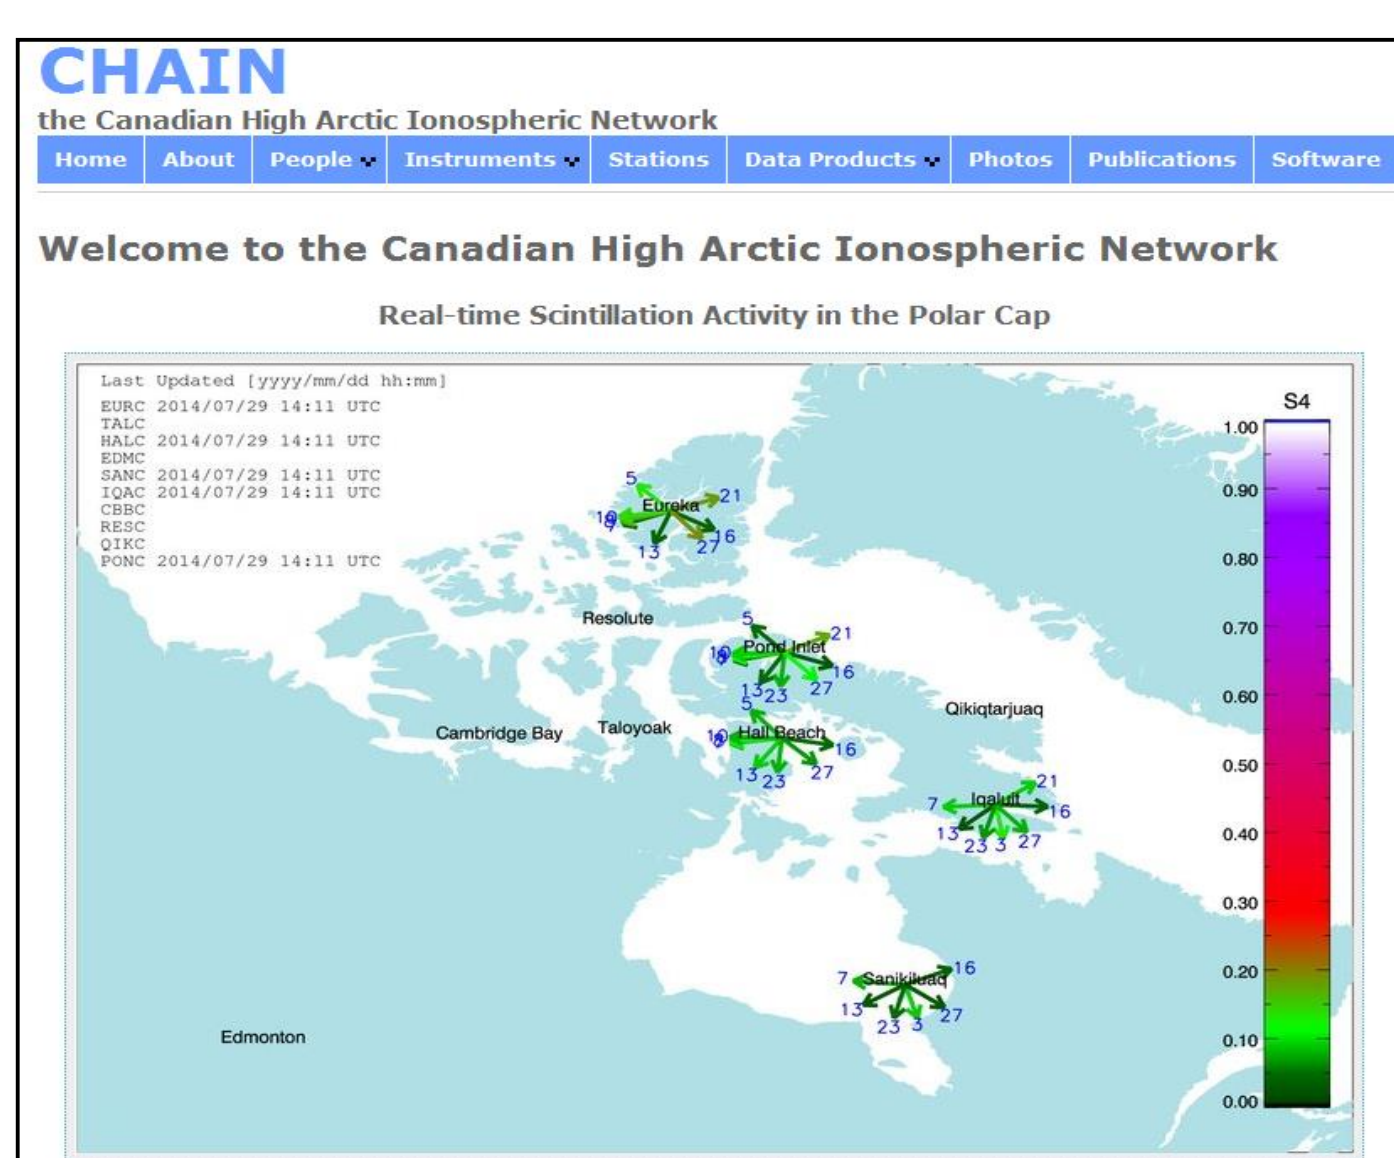 CHAIN
the Canadian High Arctic Ionospheric Network
Home About People Instruments Stations Data Products Photos Publications Software
Welcome to the Canadian High Arctic Ionospheric Network
Real-time Scintillation Activity in the Polar Cap
Last Updated [yyyy/mm/dd hh:mm]
EURC 2014/07/29 14:11 UTC
TALC
HALC 2014/07/29 14:11 UTC
EDMC
SANC 2014/07/29 14:11 UTC
IQAC 2014/07/29 14:11 UTC
CBBC
RESC
QIKC
PONC 2014/07/29 14:11 UTC
5
21
Eureka
16
13
27
Resolute
5
21
Pond Inlet
16
13
23
27
5
Qikiqtarjuaq
Cambridge Bay
Taloyoak
Hall Beach
16
13
23
27
21
7
Iqaluit
16
13
23
3
27
16
7
Sanikiluaq
13
23
3
27
Edmonton
S4
1.00
0.90
0.80
0.70
0.60
0.50
0.40
0.30
0.20
0.10
0.00